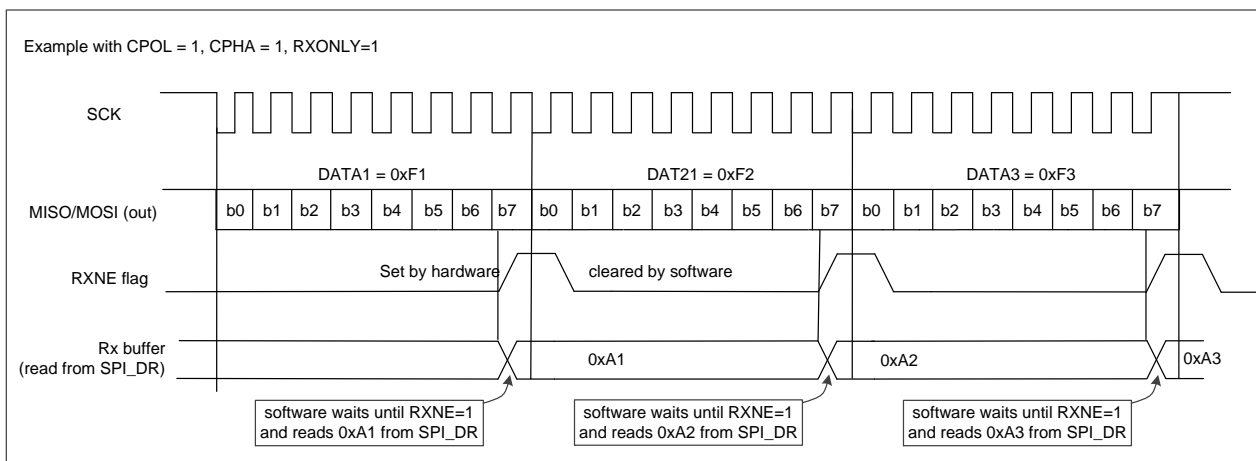 Example with CPOL = 1, CPHA = 1, RXONLY=1
SCK
DATA1 = 0xF1 DAT21 = 0xF2 DATA3 = 0xF3
MISO/MOSI (out) b0 b1 b2 b3 b4 b5 b6 b7 b0 b1 b2 b3 b4 b5 b6 b7 b0 b1 b2 b3 b4 b5 b6 b7
RXNE flag Set by hardware cleared by software
Rx buffer
(read from SPI_DR) 0xA1 0xA2 0xA3
software waits until RXNE=1
and reads 0xA1 from SPI_DR
software waits until RXNE=1
and reads 0xA2 from SPI_DR
software waits until RXNE=1
and reads 0xA3 from SPI_DR